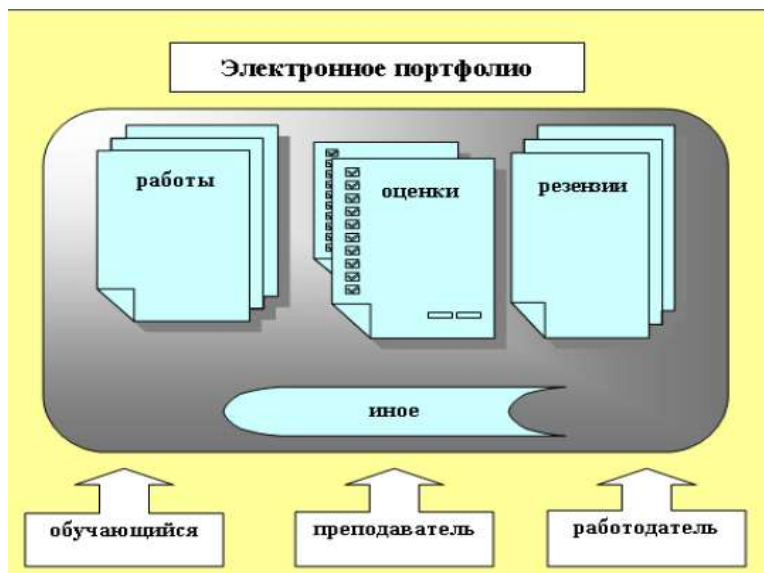 Электронное портфолио
работы
оценки
резензии
иное
обучающийся
преподаватель
работодатель